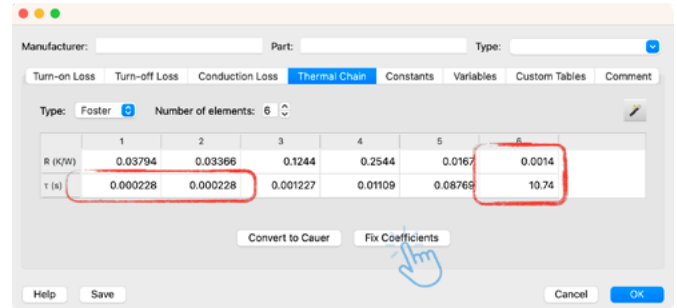 Manufacturer: Part: Type:
Turn-on Loss Turn-off Loss Conduction Loss Thermal Chain Constants Variables Custom Tables Comment
Type: Foster Number of elements: 6
1 2 3 4 5 6
R (K/W) 0.03794 0.03366 0.1244 0.2544 0.0167 0.0014
τ (s) 0.000228 0.000228 0.001227 0.01109 0.08769 10.74
Convert to Cauer Fix Coefficients
Help Save Cancel OK